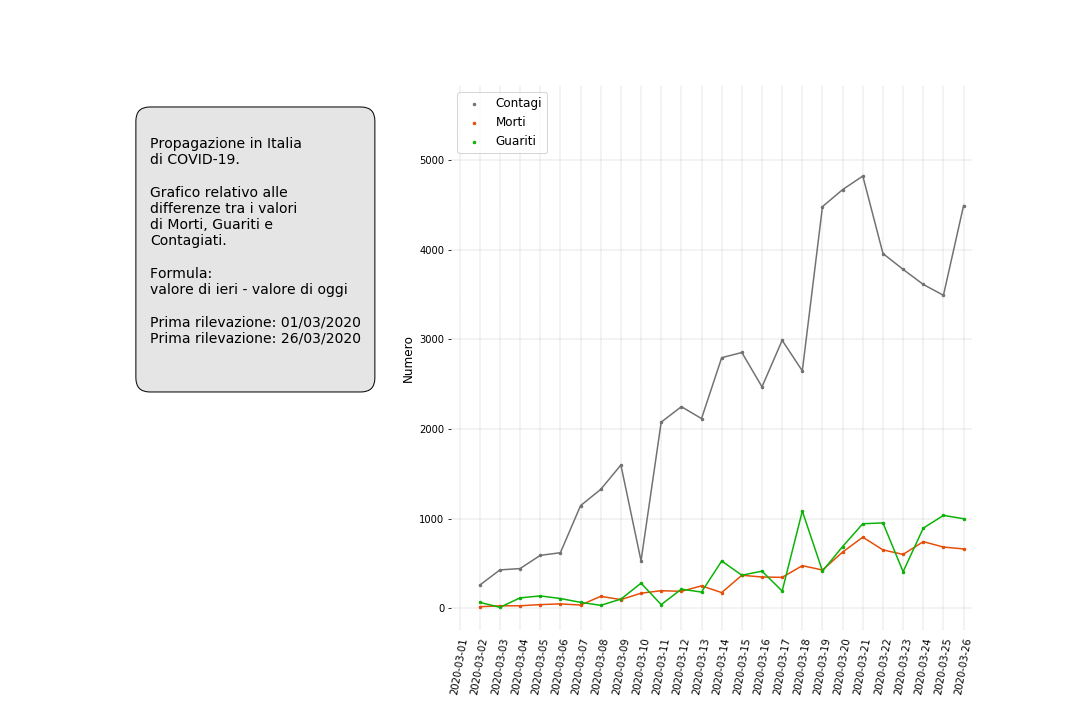 Propagazione in Italia
di COVID-19.
Grafico relativo alle
differenze tra i valori
di Morti, Guariti e
Contagiati.
Formula:
valore di ieri - valore di oggi
Prima rilevazione: 01/03/2020
Prima rilevazione: 26/03/2020
Contagi
Morti
Guariti
Numero
5000
4000
3000
2000
1000
0
2020-03-01
2020-03-02
2020-03-03
2020-03-04
2020-03-05
2020-03-06
2020-03-07
2020-03-08
2020-03-09
2020-03-10
2020-03-11
2020-03-12
2020-03-13
2020-03-14
2020-03-15
2020-03-16
2020-03-17
2020-03-18
2020-03-19
2020-03-20
2020-03-21
2020-03-22
2020-03-23
2020-03-24
2020-03-25
2020-03-26